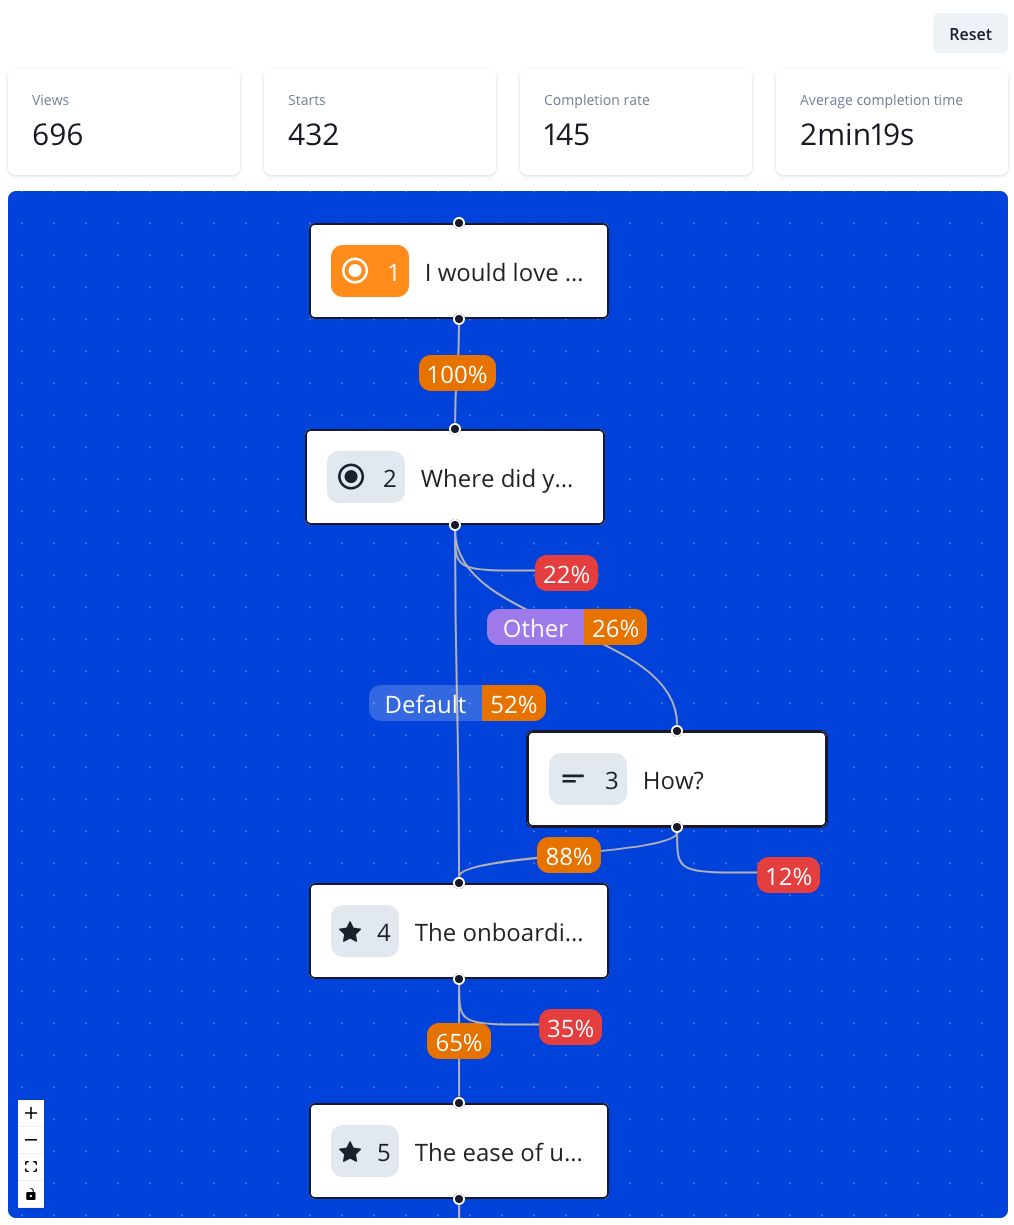 Reset
Views
696
Starts
432
Completion rate
145
Average completion time
2min19s
1 I would love ...
100%
2 Where did y...
22%
Other 26%
Default 52%
3 How?
88%
12%
4 The onboardi...
35%
65%
5 The ease of u...